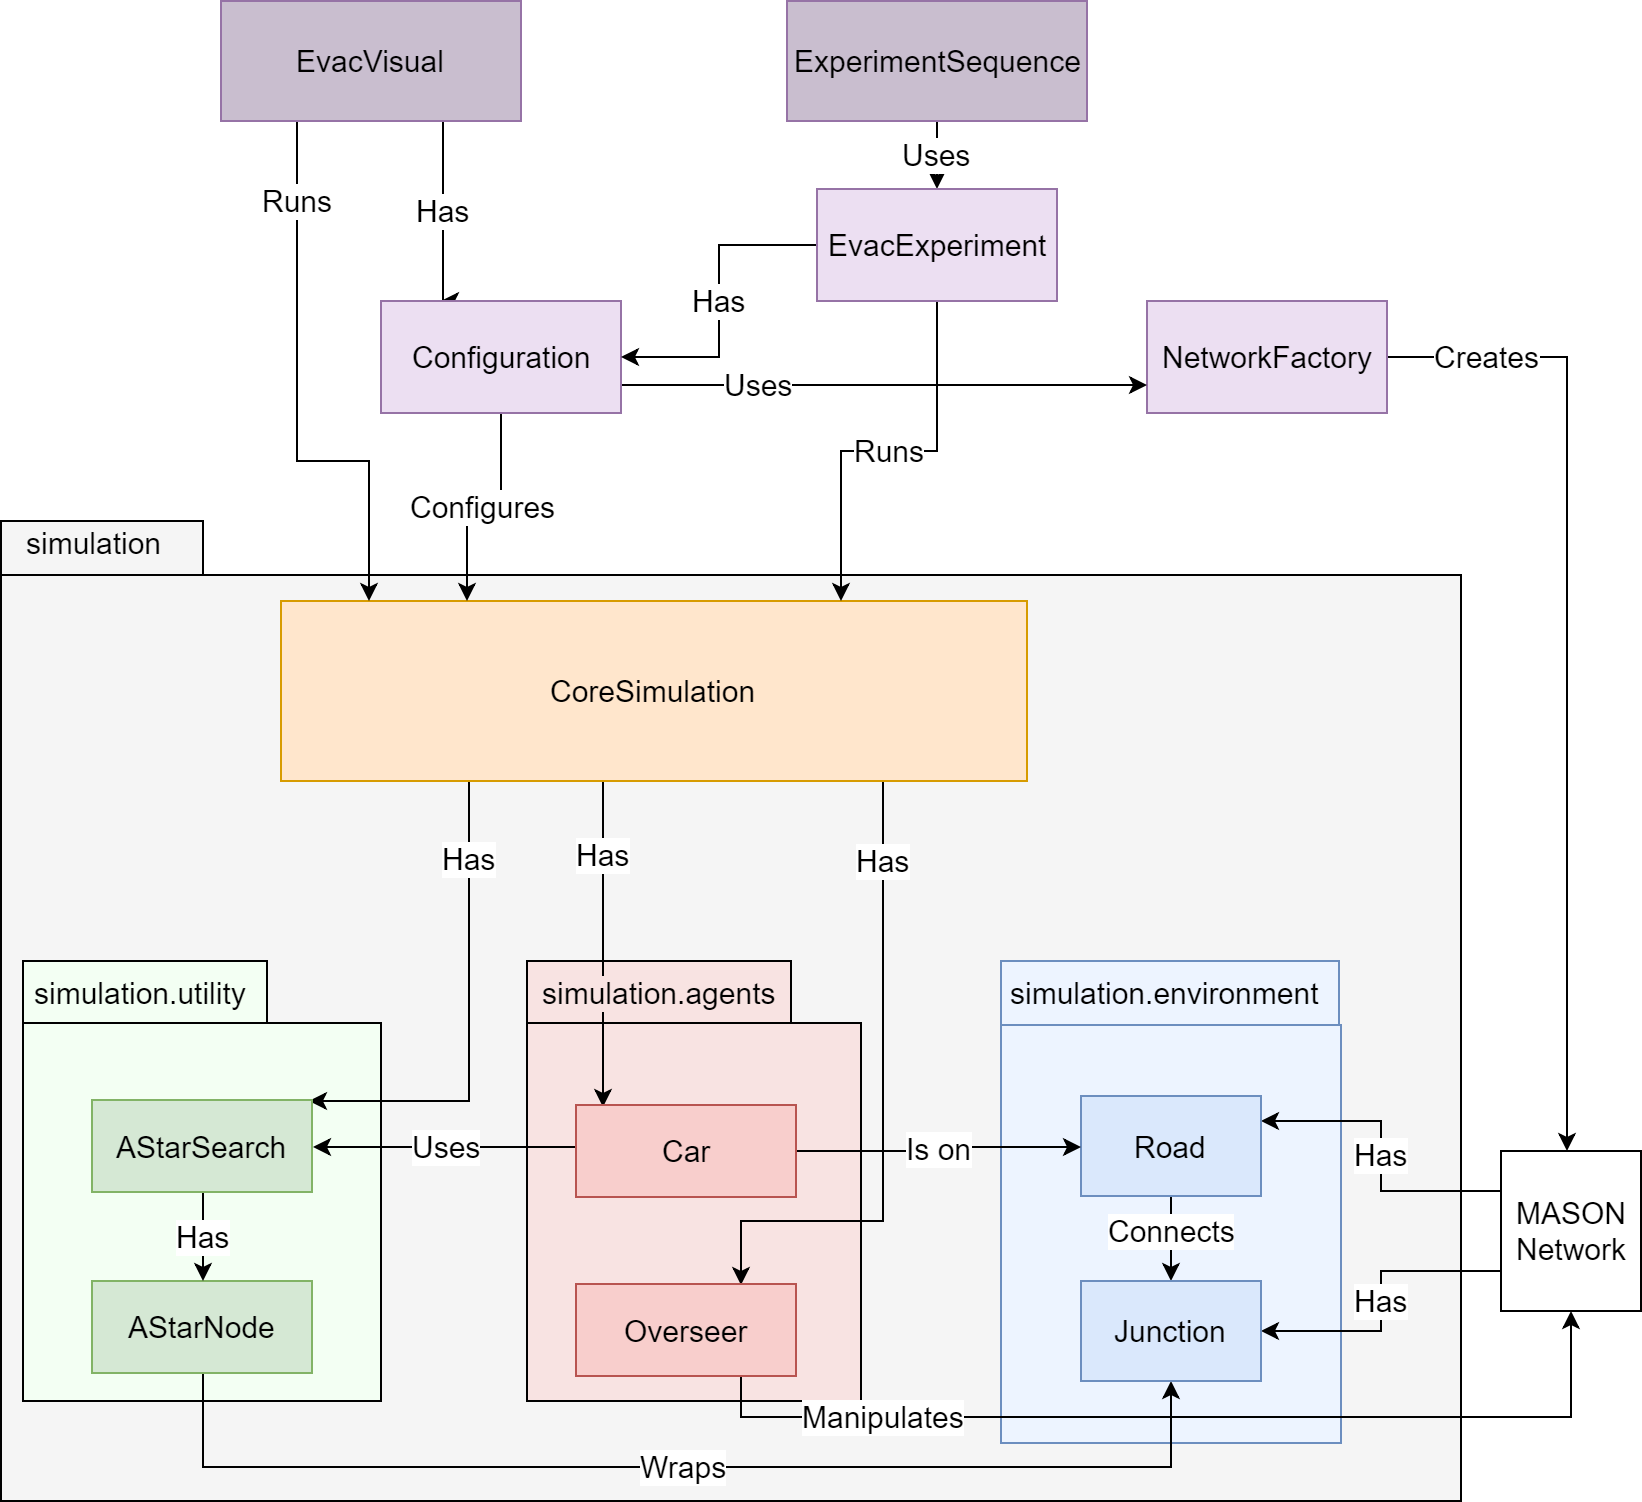 EvacVisual
ExperimentSequence
Uses
Runs
Has
EvacExperiment
Has
Configuration
NetworkFactory
Creates
Uses
Runs
Configures
simulation
CoreSimulation
Has
Has
Has
simulation.utility
simulation.agents
simulation.environment
AStarSearch
Uses
Car
Is on
Road
Has
MASON
Network
Has
Connects
Has
AStarNode
Overseer
Junction
Manipulates
Wraps